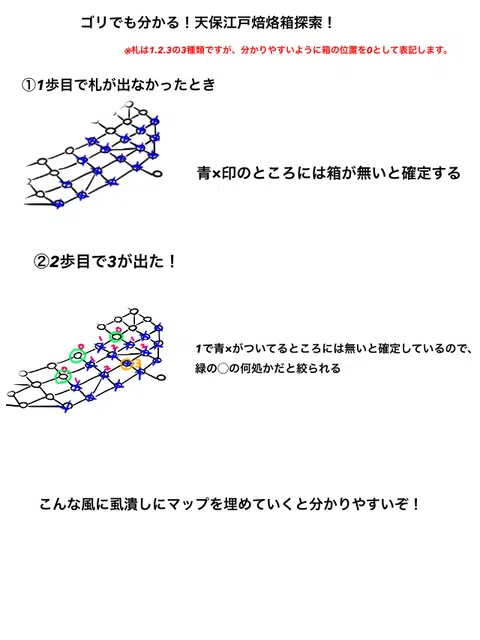 ゴリでも分かる！天保江戸焙烙箱探索！
※札は1.2.3の3種類ですが、分かりやすいように箱の位置を0として表記します。
①1歩目で札が出なかったとき
青×印のところには箱が無いと確定する
②2歩目で3が出た！
1で青×がついてるところには無いと確定しているので、
緑の◯の何処かだと絞られる
こんな風に虱潰しにマップを埋めていくと分かりやすいぞ！